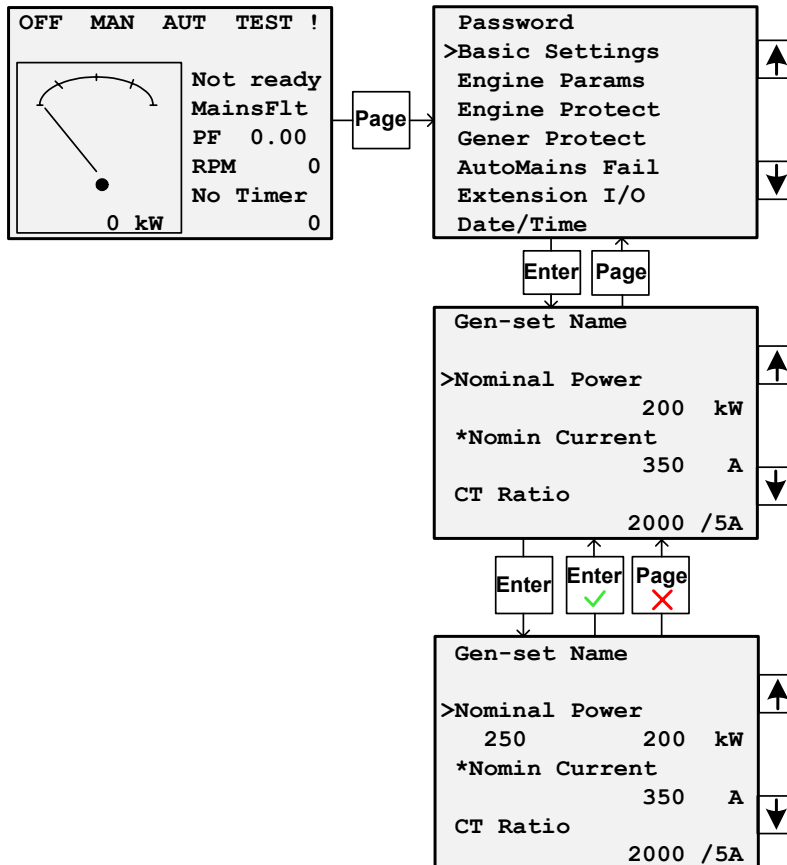 OFF MAN AUT TEST !
Not ready
MainsFlt
PF 0.00
RPM 0
No Timer
0 kW 0
Page
Password
>Basic Settings
Engine Params
Engine Protect
Gener Protect
AutoMains Fail
Extension I/O
Date/Time
Enter Page
Gen-set Name
>Nominal Power
200 kW
*Nomin Current
350 A
CT Ratio
2000 /5A
Enter Enter Page
Gen-set Name
>Nominal Power
250 200 kW
*Nomin Current
350 A
CT Ratio
2000 /5A